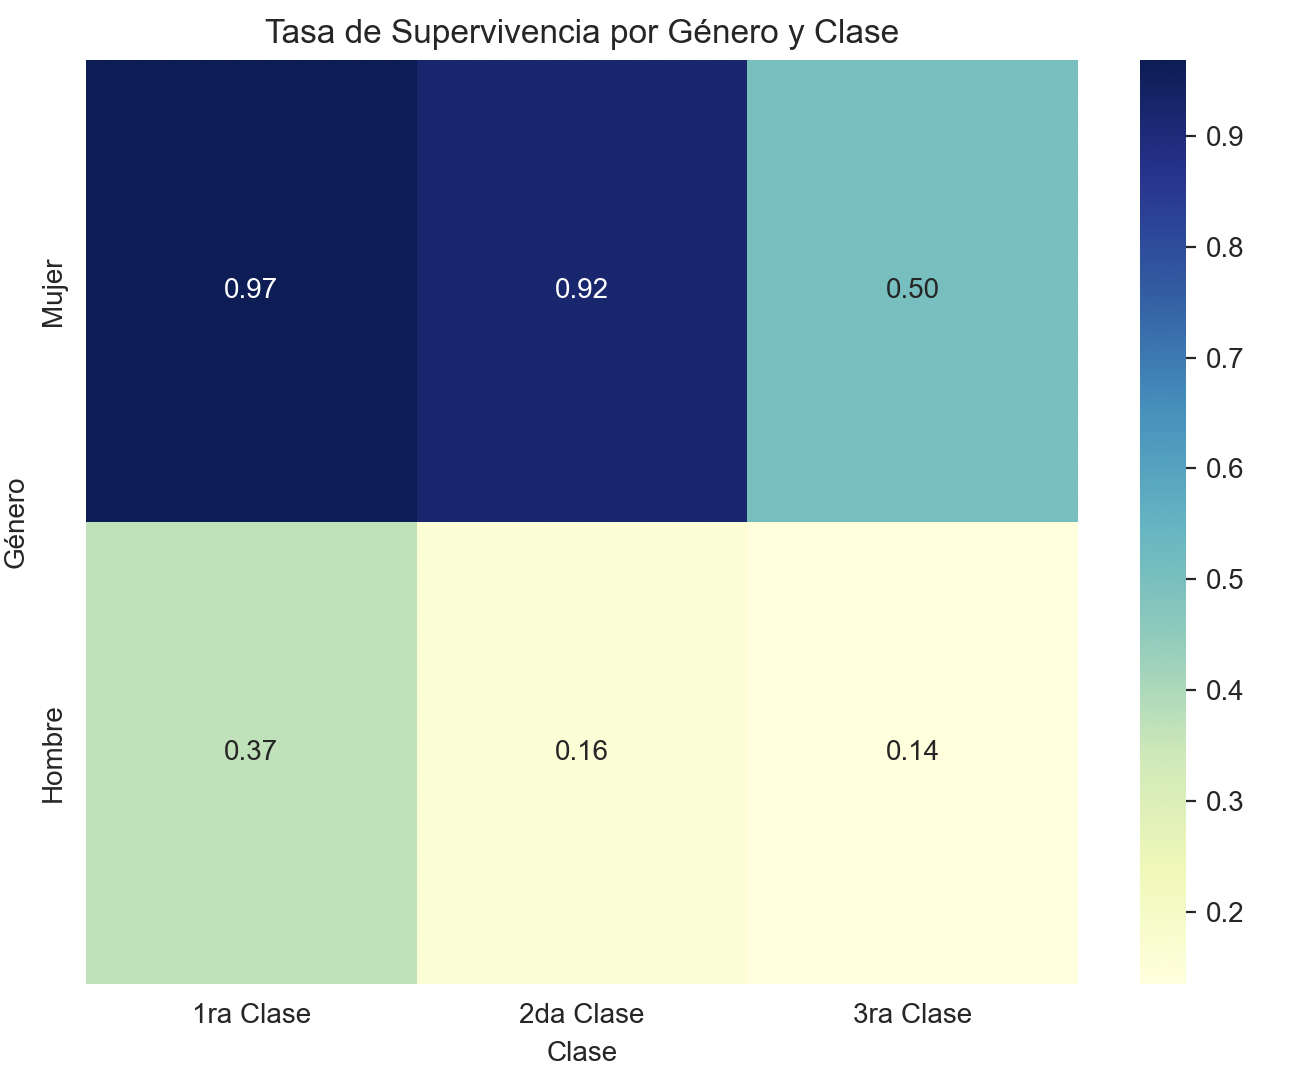 Tasa de Supervivencia por Género y Clase
Género
Mujer
0.97
0.92
0.50
Hombre
0.37
0.16
0.14
1ra Clase
2da Clase
3ra Clase
Clase
0.9
0.8
0.7
0.6
0.5
0.4
0.3
0.2